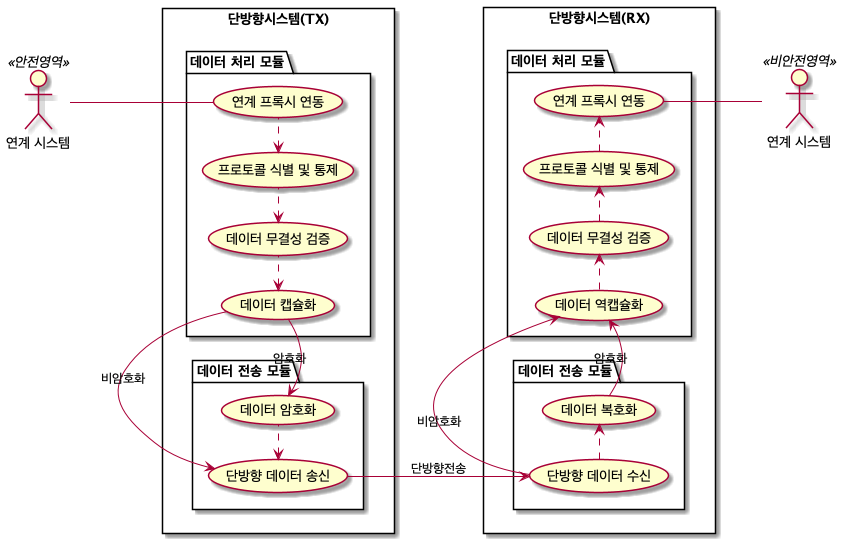 <<안전영역>>
연계 시스템
단방향시스템(TX)
데이터 처리 모듈
연계 프록시 연동
프로토콜 식별 및 통제
데이터 무결성 검증
데이터 캡슐화
비암호화
암호화
데이터 전송 모듈
데이터 암호화
단방향 데이터 송신
단방향전송
단방향시스템(RX)
데이터 처리 모듈
연계 프록시 연동
프로토콜 식별 및 통제
데이터 무결성 검증
데이터 역캡슐화
비암호화
암호화
데이터 전송 모듈
데이터 복호화
단방향 데이터 수신
<<비안전영역>>
연계 시스템